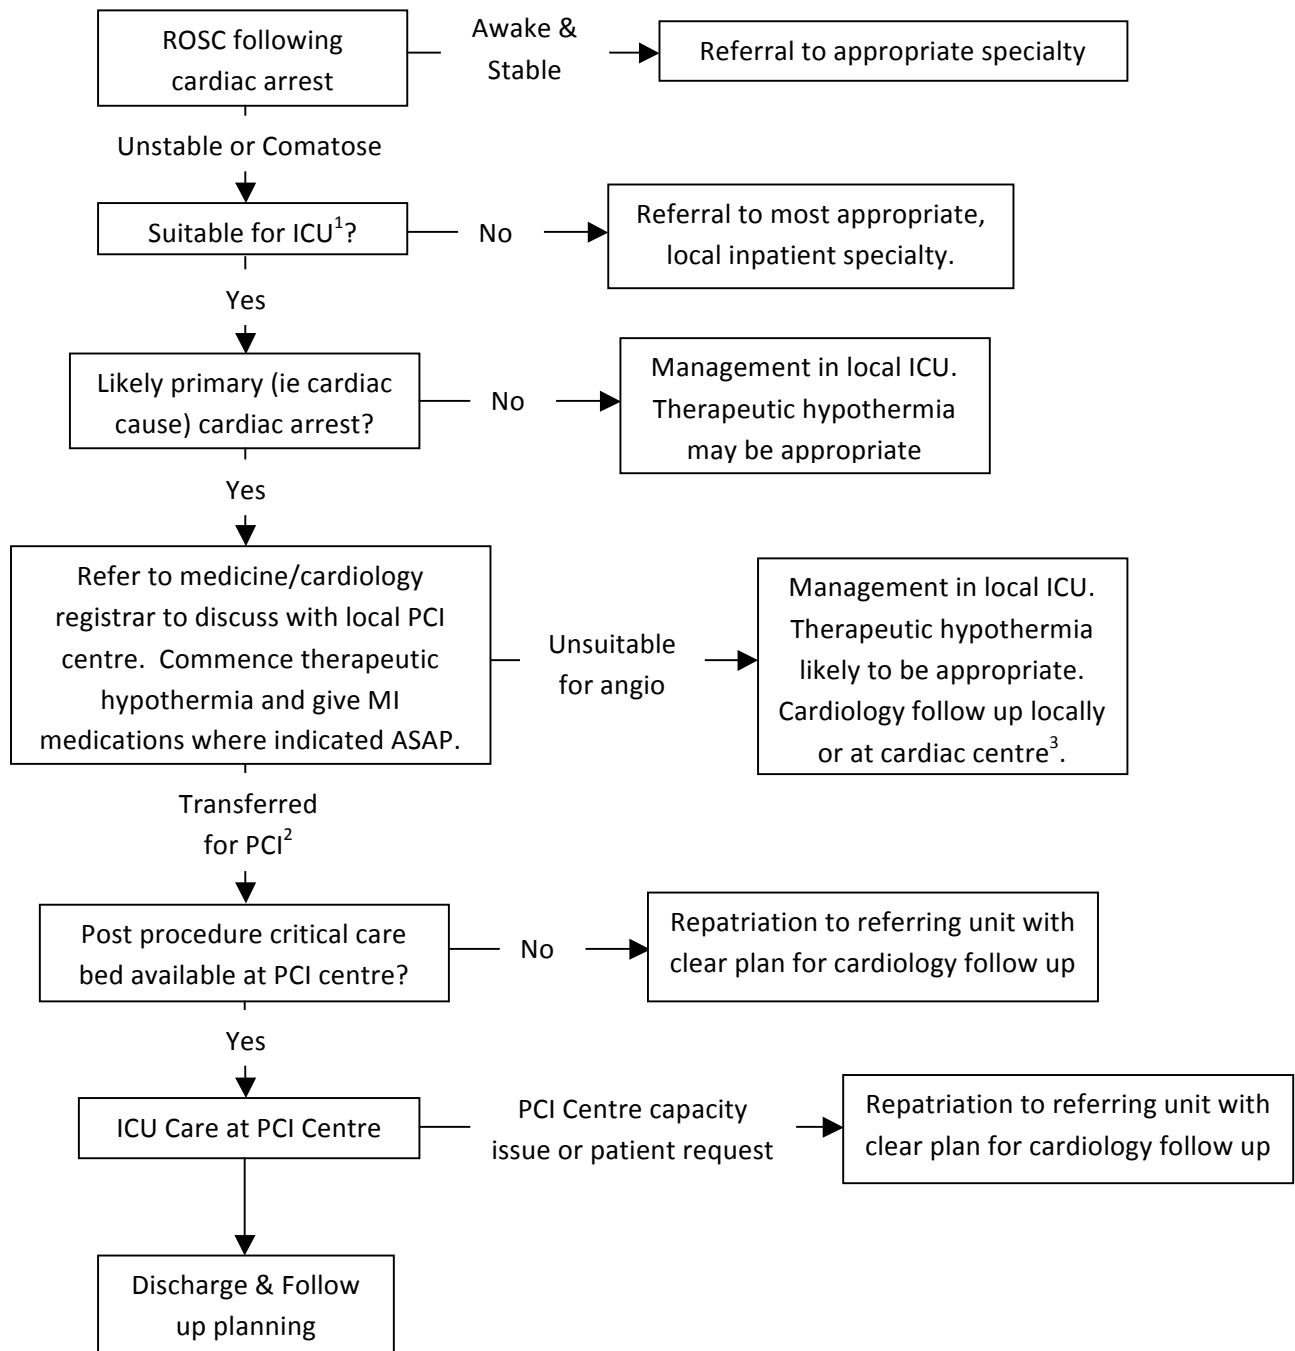 ROSC following
cardiac arrest
Awake &
Stable
Referral to appropriate specialty
Unstable or Comatose
Suitable for ICU1?
No
Referral to most appropriate,
local inpatient specialty.
Yes
Likely primary (ie cardiac
cause) cardiac arrest?
No
Management in local ICU.
Therapeutic hypothermia
may be appropriate
Yes
Refer to medicine/cardiology
registrar to discuss with local PCI
centre. Commence therapeutic
hypothermia and give MI
medications where indicated ASAP.
Unsuitable
for angio
Management in local ICU.
Therapeutic hypothermia
likely to be appropriate.
Cardiology follow up locally
or at cardiac centre3.
Transferred
for PCI2
Post procedure critical care
bed available at PCI centre?
No
Repatriation to referring unit with
clear plan for cardiology follow up
Yes
ICU Care at PCI Centre
PCI Centre capacity
issue or patient request
Repatriation to referring unit with
clear plan for cardiology follow up
Discharge & Follow
up planning